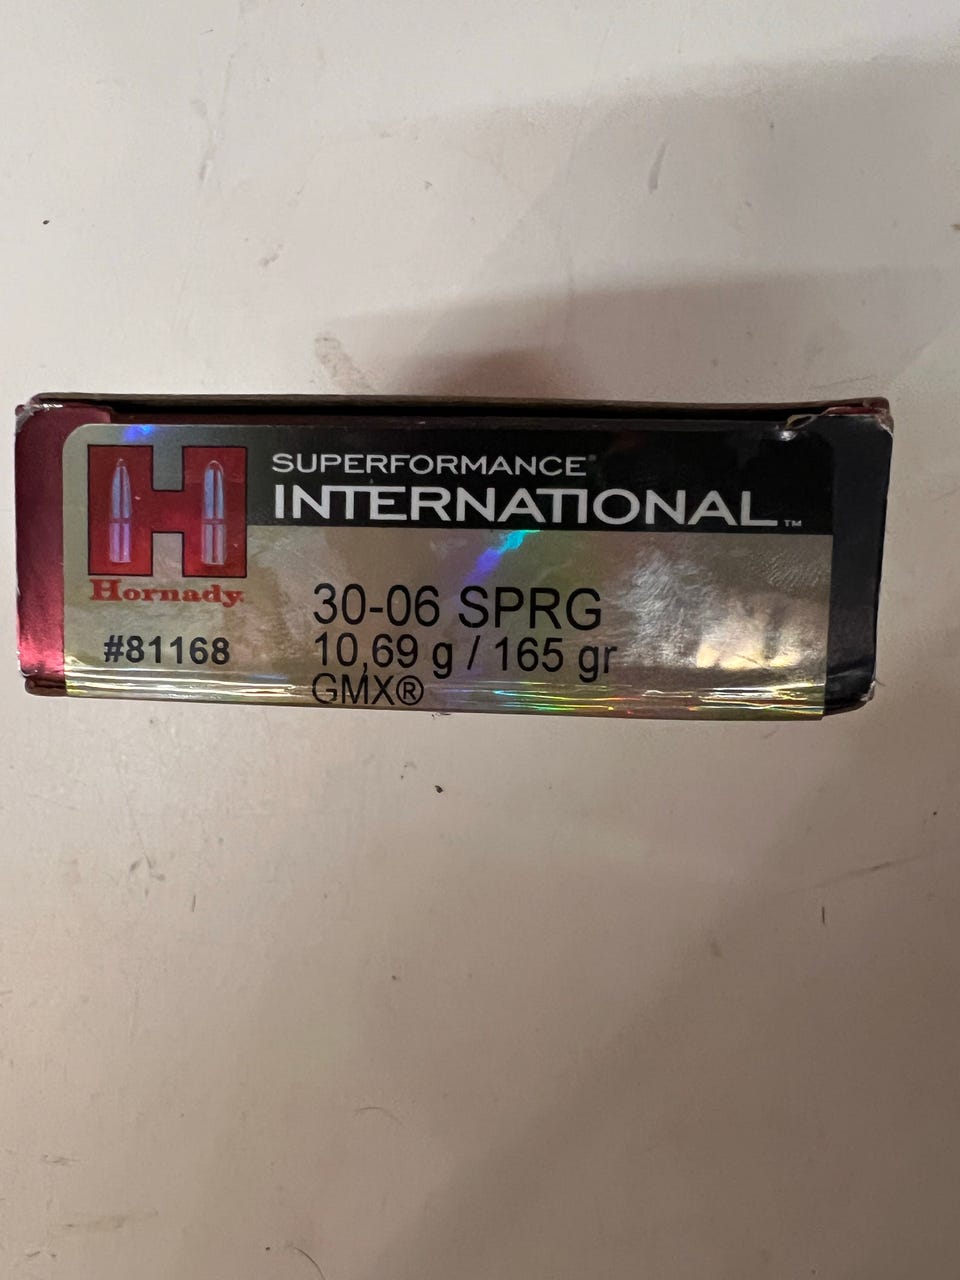 SUPERFORMANCE®
INTERNATIONAL™
Hornady
#81168
30-06 SPRG
10,69 g / 165 gr
GMX®